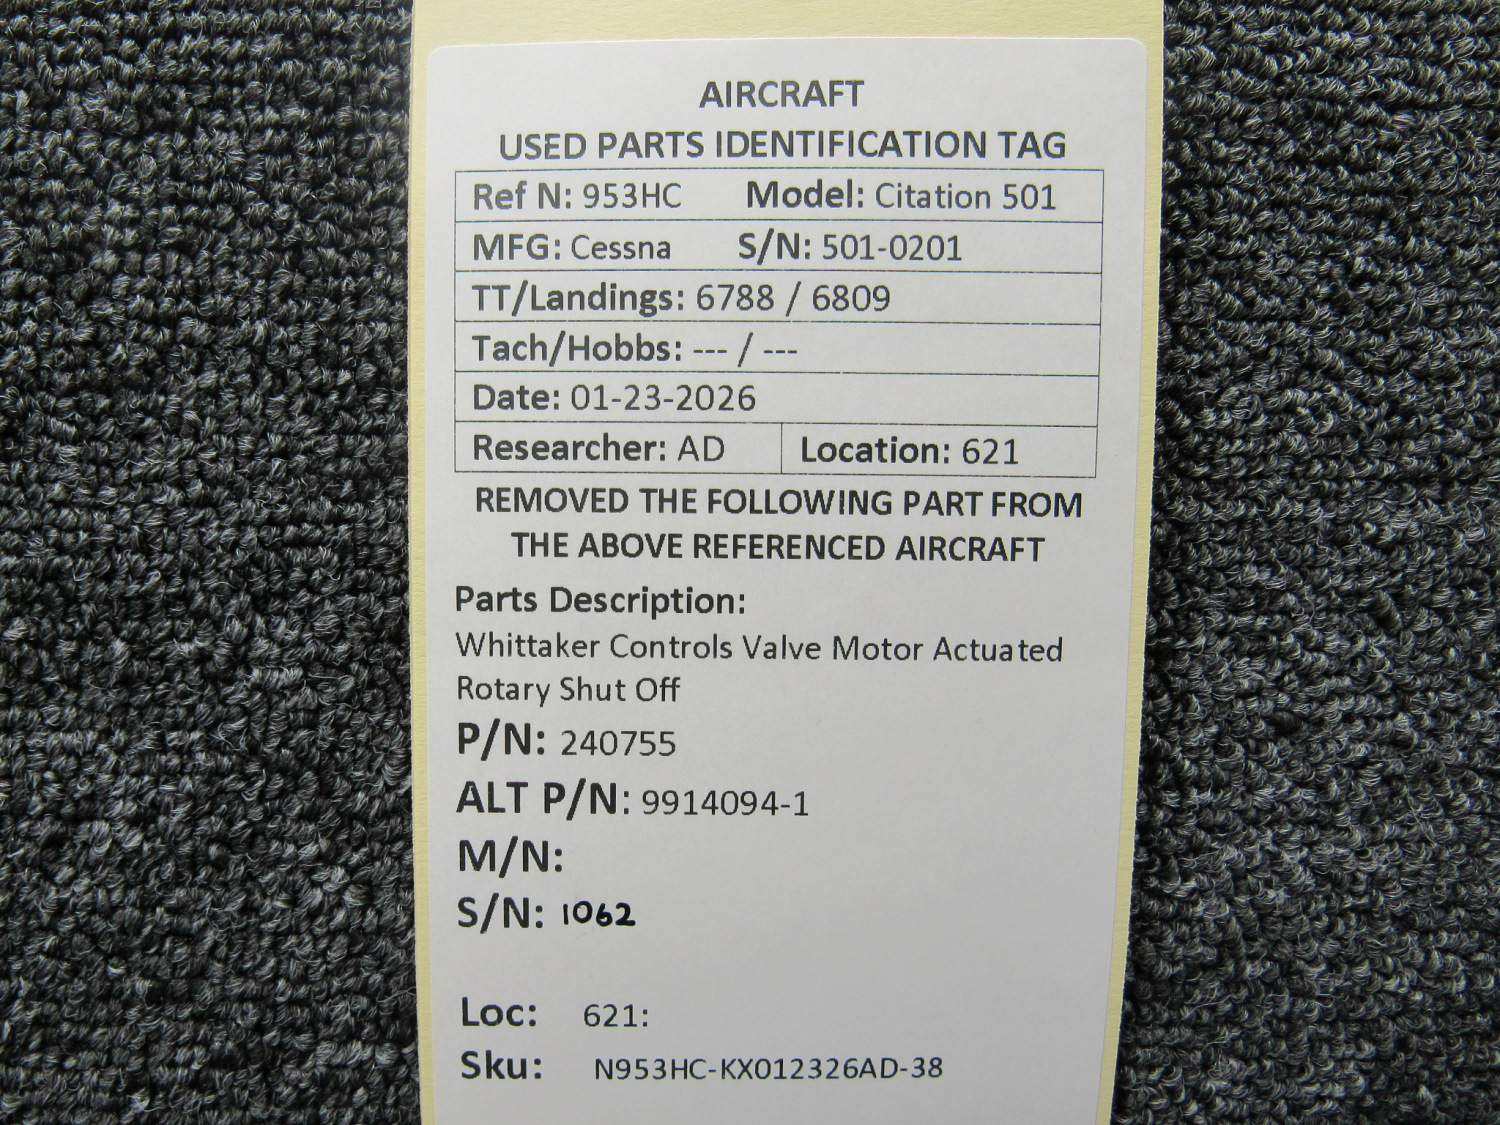 AIRCRAFT
USED PARTS IDENTIFICATION TAG
Ref N: 953HC Model: Citation 501
MFG: Cessna S/N: 501-0201
TT/Landings: 6788 / 6809
Tach/Hobbs: --- / ---
Date: 01-23-2026
Researcher: AD Location: 621
REMOVED THE FOLLOWING PART FROM
THE ABOVE REFERENCED AIRCRAFT
Parts Description:
Whittaker Controls Valve Motor Actuated
Rotary Shut Off
P/N: 240755
ALT P/N: 9914094-1
M/N:
S/N: 1062
Loc: 621:
Sku: N953HC-KX012326AD-38